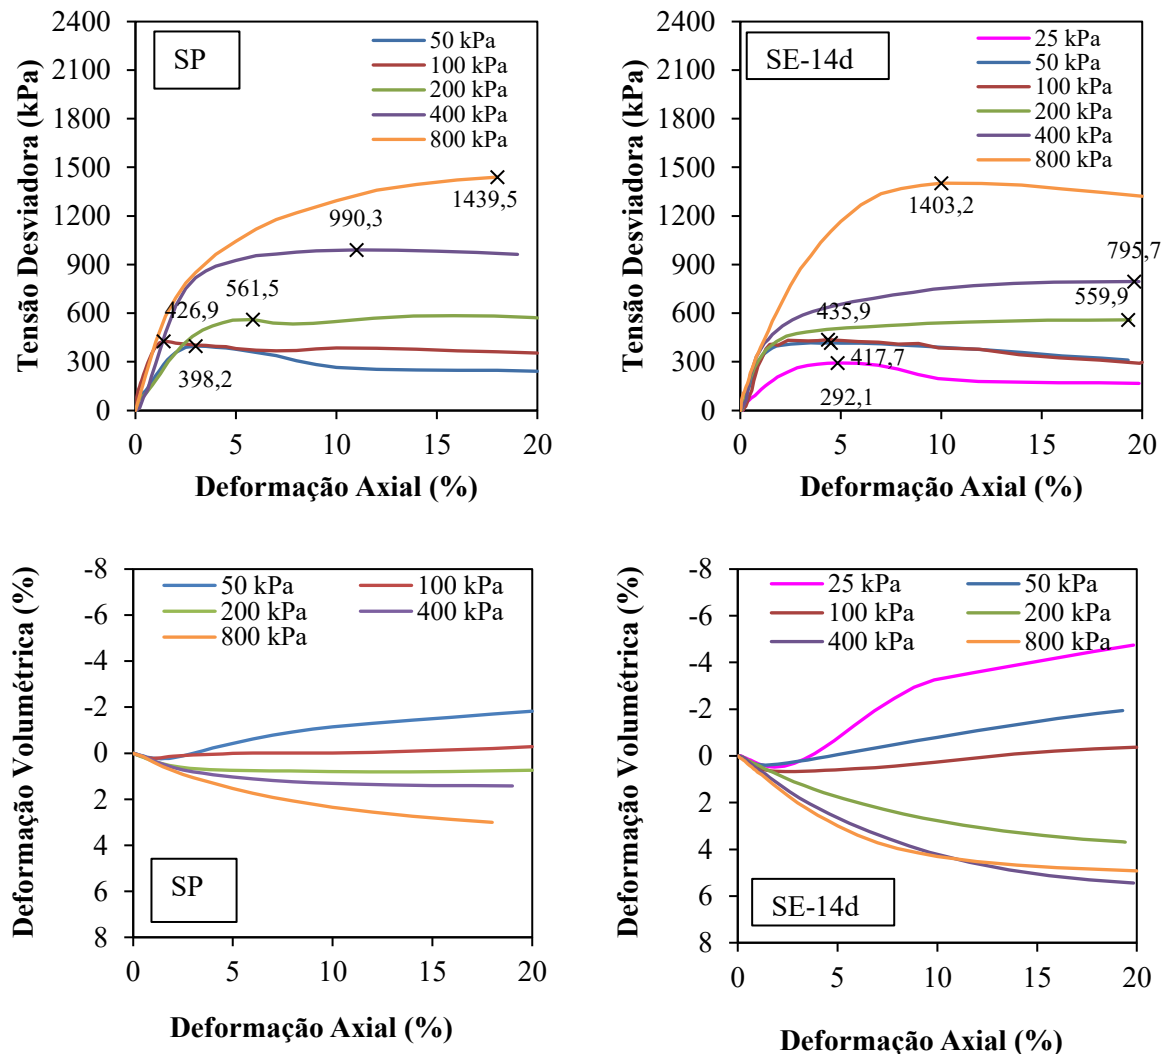 Tensão Desviadora (kPa)
2400
2100
1800
1500
1200
900
600
300
0
SP
50 kPa
100 kPa
200 kPa
400 kPa
800 kPa
1439,5
990,3
561,5
426,9
398,2
0 5 10 15 20
Deformação Axial (%)
Tensão Desviadora (kPa)
2400
2100
1800
1500
1200
900
600
300
0
SE-14d
25 kPa
50 kPa
100 kPa
200 kPa
400 kPa
800 kPa
1403,2
795,7
559,9
435,9
417,7
292,1
0 5 10 15 20
Deformação Axial (%)
Deformação Volumétrica (%)
-8
-6
-4
-2
0
2
4
6
8
50 kPa 100 kPa
200 kPa 400 kPa
800 kPa
SP
0 5 10 15 20
Deformação Axial (%)
Deformação Volumétrica (%)
-8
-6
-4
-2
0
2
4
6
8
25 kPa 50 kPa
100 kPa 200 kPa
400 kPa 800 kPa
SE-14d
0 5 10 15 20
Deformação Axial (%)